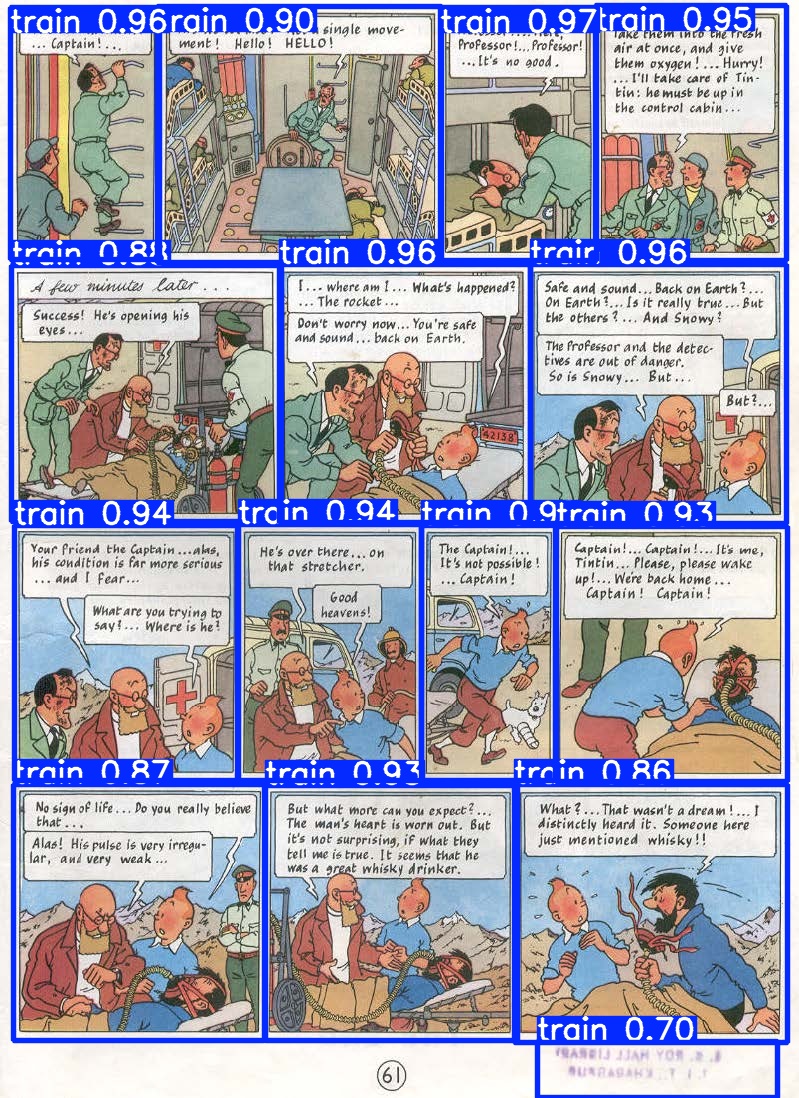 train 0.96
train 0.90
train 0.97
train 0.95
... Captain!...
single move-
ment! Hello! HELLO!
Professor!...Professor!
...It's no good.
Take them into the fresh
air at once, and give
them oxygen!... Hurry!
...I'll take care of Tin-
tin: he must be up in
the control cabin...
train 0.88
train 0.96
train 0.96
A few minutes later...
Success! He's opening his
eyes...
I... where am I... What's happened?
... The rocket...
Don't worry now... You're safe
and sound... back on Earth.
42138
Safe and sound... Back on Earth?...
On Earth?... Is it really true... But
the others?... And Snowy?
The Professor and the detec-
tives are out of danger.
So is Snowy... But...
But?...
train 0.94
train 0.94
train 0.9
train 0.93
Your friend the Captain...alas,
his condition is far more serious
... and I fear...
What are you trying to
say?... Where is he?
He's over there... on
that stretcher.
Good
heavens!
The Captain!...
It's not possible!
... Captain!
Captain!... Captain!... It's me,
Tintin... Please, please wake
up!... We're back home...
Captain! Captain!
train 0.87
train 0.93
train 0.86
No sign of life... Do you really believe
that...
Alas! His pulse is very irregu-
lar, and very weak...
But what more can you expect?...
The man's heart is worn out. But
it's not surprising, if what they
tell me is true. It seems that he
was a great whisky drinker.
What?... That wasn't a dream!... I
distinctly heard it. Someone here
just mentioned whisky!!
train 0.70
61